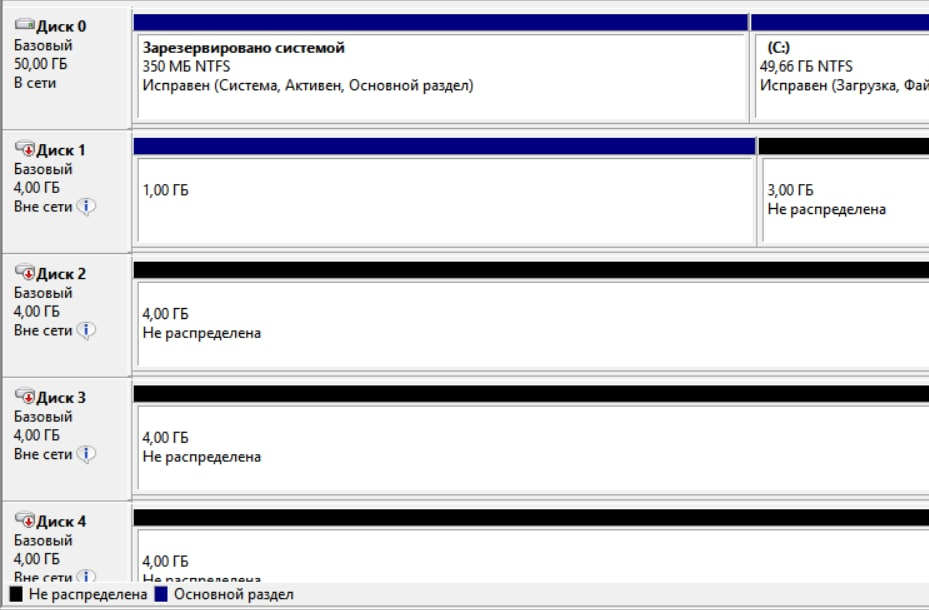 Диск 0
Базовый
50,00 ГБ
В сети
Зарезервировано системой
350 МБ NTFS
Исправен (Система, Активен, Основной раздел)
(C:)
49,66 ГБ NTFS
Исправен (Загрузка, Фай
Диск 1
Базовый
4,00 ГБ
Вне сети
1,00 ГБ
3,00 ГБ
Не распределена
Диск 2
Базовый
4,00 ГБ
Вне сети
4,00 ГБ
Не распределена
Диск 3
Базовый
4,00 ГБ
Вне сети
4,00 ГБ
Не распределена
Диск 4
Базовый
4,00 ГБ
Вне сети
4,00 ГБ
Не распределена
Не распределена
Основной раздел